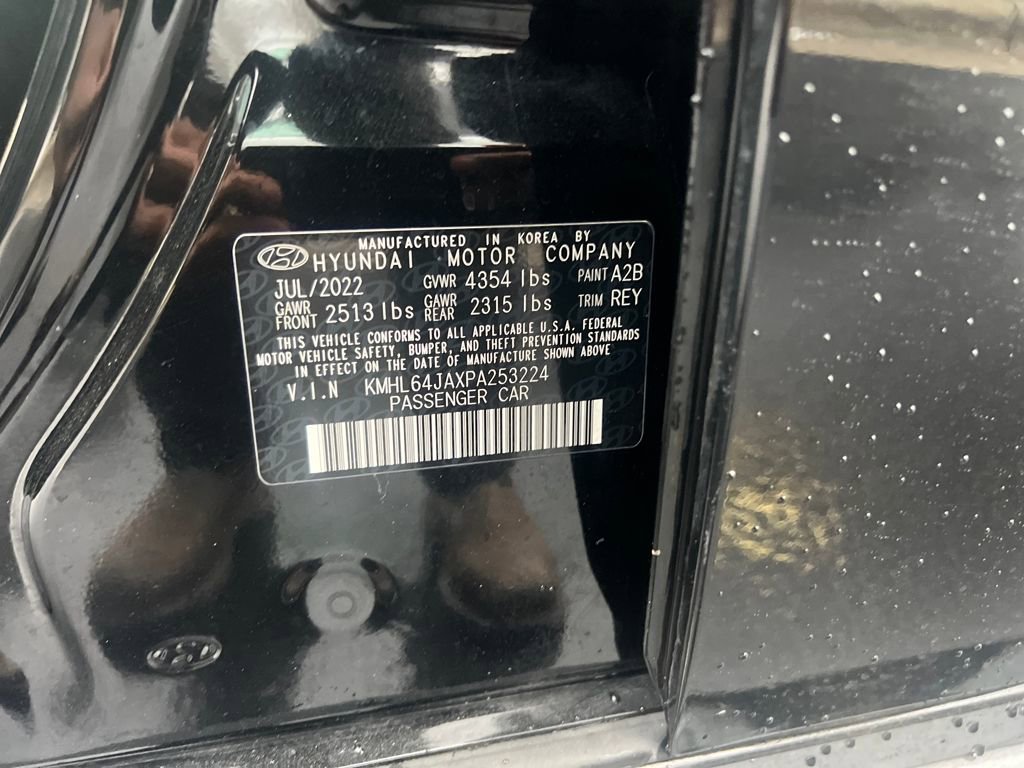 MANUFACTURED IN KOREA BY
HYUNDAI MOTOR COMPANY
JUL/2022 GVWR 4354 lbs PAINT A2B
GAWR FRONT 2513 lbs GAWR REAR 2315 lbs TRIM REY
THIS VEHICLE CONFORMS TO ALL APPLICABLE U.S.A. FEDERAL
MOTOR VEHICLE SAFETY, BUMPER, AND THEFT PREVENTION STANDARDS
IN EFFECT ON THE DATE OF MANUFACTURE SHOWN ABOVE
V.I.N KMHL64JAXPA253224
PASSENGER CAR